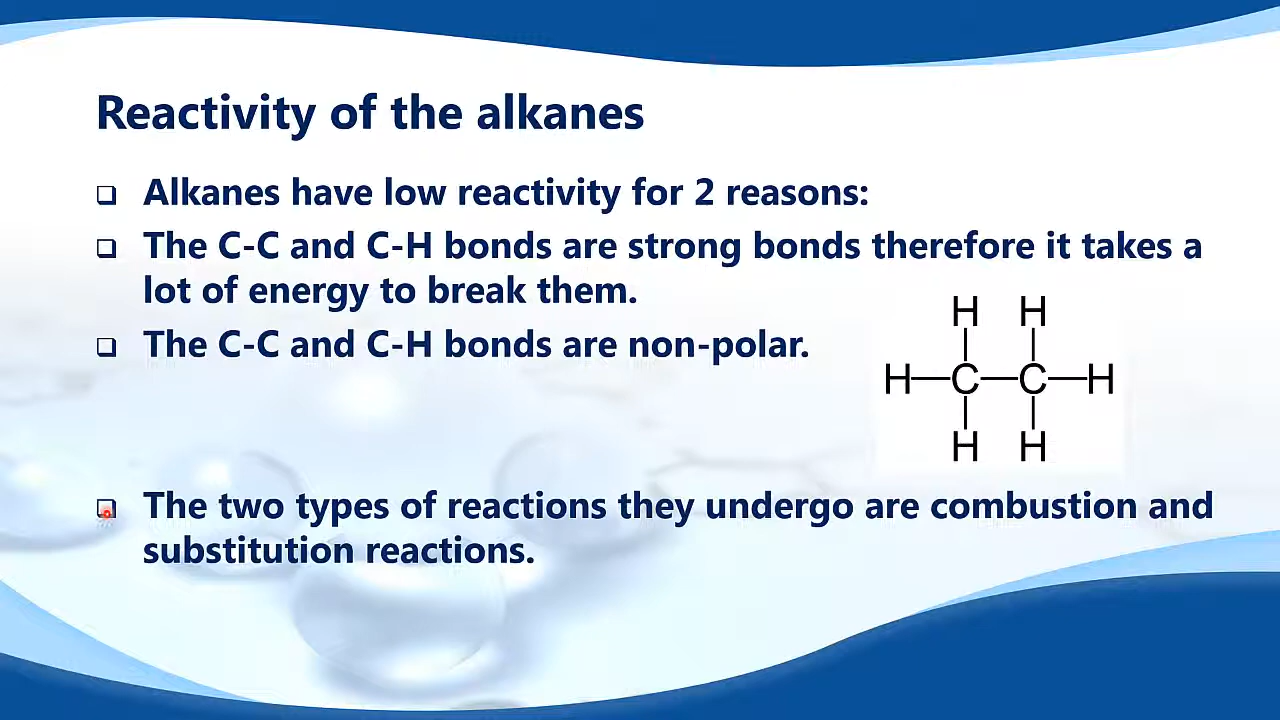 Reactivity of the alkanes
Alkanes have low reactivity for 2 reasons:
The C-C and C-H bonds are strong bonds therefore it takes a
lot of energy to break them.
The C-C and C-H bonds are non-polar.
H H
H C C H
H H
The two types of reactions they undergo are combustion and
substitution reactions.